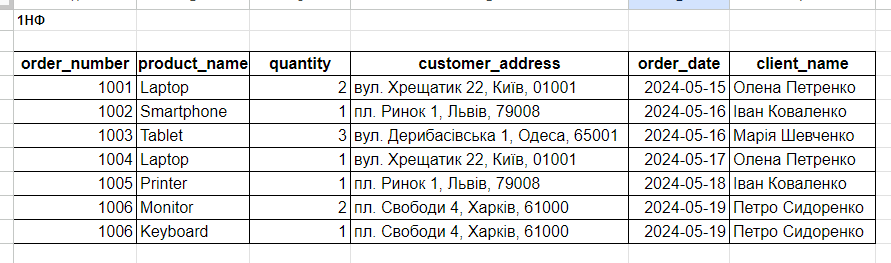 1НФ
order_number product_name quantity customer_address order_date client_name
1001 Laptop 2 вул. Хрещатик 22, Київ, 01001 2024-05-15 Олена Петренко
1002 Smartphone 1 пл. Ринок 1, Львів, 79008 2024-05-16 Іван Коваленко
1003 Tablet 3 вул. Дерибасівська 1, Одеса, 65001 2024-05-16 Марія Шевченко
1004 Laptop 1 вул. Хрещатик 22, Київ, 01001 2024-05-17 Олена Петренко
1005 Printer 1 пл. Ринок 1, Львів, 79008 2024-05-18 Іван Коваленко
1006 Monitor 2 пл. Свободи 4, Харків, 61000 2024-05-19 Петро Сидоренко
1006 Keyboard 1 пл. Свободи 4, Харків, 61000 2024-05-19 Петро Сидоренко